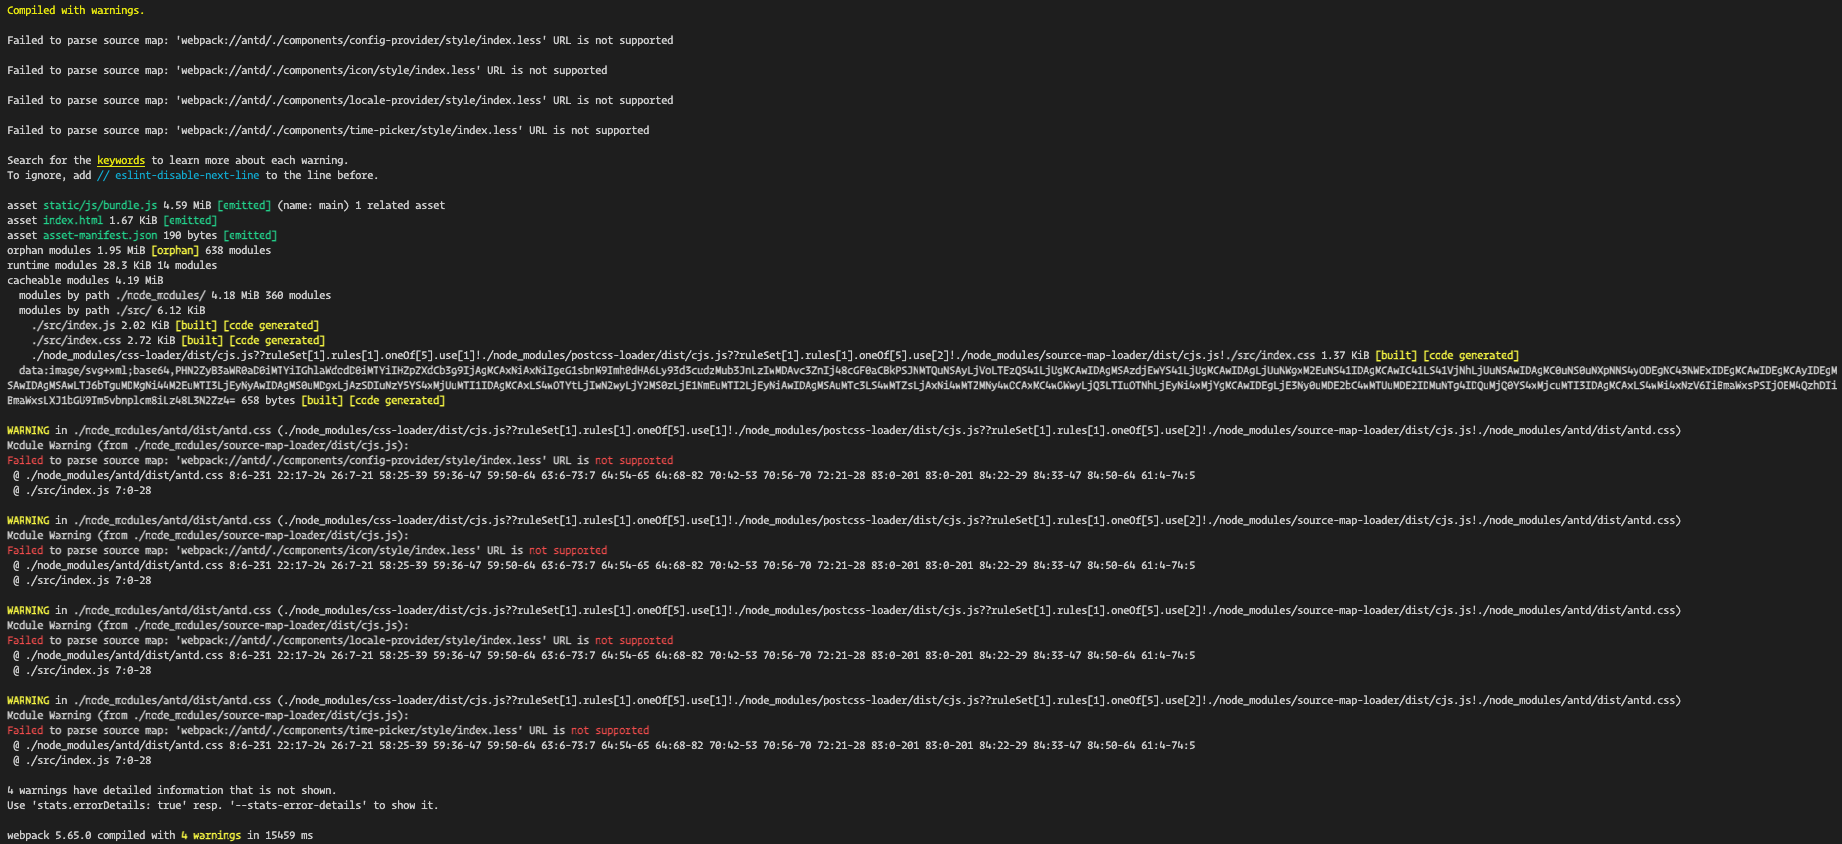 Compiled with warnings.
Failed to parse source map: 'webpack://antd/./components/config-provider/style/index.less' URL is not supported
Failed to parse source map: 'webpack://antd/./components/icon/style/index.less' URL is not supported
Failed to parse source map: 'webpack://antd/./components/locale-provider/style/index.less' URL is not supported
Failed to parse source map: 'webpack://antd/./components/time-picker/style/index.less' URL is not supported
Search for the keywords to learn more about each warning.
To ignore, add // eslint-disable-next-line to the line before.
asset static/js/bundle.js 4.59 MiB [emitted] (name: main) 1 related asset
asset index.html 1.67 KiB [emitted]
asset asset-manifest.json 190 bytes [emitted]
orphan modules 1.95 MiB [orphan] 638 modules
runtime modules 28.3 KiB 14 modules
cacheable modules 4.19 MiB
modules by path ./node_modules/ 4.18 MiB 360 modules
modules by path ./src/ 6.12 KiB
./src/index.js 2.02 KiB [built] [code generated]
./src/index.css 2.72 KiB [built] [code generated]
./node_modules/css-loader/dist/cjs.js??ruleSet[1].rules[1].oneOf[5].use[1]!./node_modules/postcss-loader/dist/cjs.js??ruleSet[1].rules[1].oneOf[5].use[2]!./node_modules/source-map-loader/dist/cjs.js!./src/index.css 1.37 KiB [built] [code generated]
data:image/svg+xml;base64,
658 bytes [built] [code generated]
WARNING in ./node_modules/antd/dist/antd.css (./node_modules/css-loader/dist/cjs.js??ruleSet[1].rules[1].oneOf[5].use[1]!./node_modules/postcss-loader/dist/cjs.js??ruleSet[1].rules[1].oneOf[5].use[2]!./node_modules/source-map-loader/dist/cjs.js!./node_modules/antd/dist/antd.css)
Module Warning (from ./node_modules/source-map-loader/dist/cjs.js):
Failed to parse source map: 'webpack://antd/./components/config-provider/style/index.less' URL is not supported
@ ./node_modules/antd/dist/antd.css 8:6-231 22:17-24 26:7-21 58:25-39 59:36-47 59:50-64 63:6-73:7 64:54-65 64:68-82 70:42-53 70:56-70 72:21-28 83:0-201 83:0-201 84:22-29 84:33-47 84:50-64 61:4-74:5
@ ./src/index.js 7:0-28
WARNING in ./node_modules/antd/dist/antd.css (./node_modules/css-loader/dist/cjs.js??ruleSet[1].rules[1].oneOf[5].use[1]!./node_modules/postcss-loader/dist/cjs.js??ruleSet[1].rules[1].oneOf[5].use[2]!./node_modules/source-map-loader/dist/cjs.js!./node_modules/antd/dist/antd.css)
Module Warning (from ./node_modules/source-map-loader/dist/cjs.js):
Failed to parse source map: 'webpack://antd/./components/icon/style/index.less' URL is not supported
@ ./node_modules/antd/dist/antd.css 8:6-231 22:17-24 26:7-21 58:25-39 59:36-47 59:50-64 63:6-73:7 64:54-65 64:68-82 70:42-53 70:56-70 72:21-28 83:0-201 83:0-201 84:22-29 84:33-47 84:50-64 61:4-74:5
@ ./src/index.js 7:0-28
WARNING in ./node_modules/antd/dist/antd.css (./node_modules/css-loader/dist/cjs.js??ruleSet[1].rules[1].oneOf[5].use[1]!./node_modules/postcss-loader/dist/cjs.js??ruleSet[1].rules[1].oneOf[5].use[2]!./node_modules/source-map-loader/dist/cjs.js!./node_modules/antd/dist/antd.css)
Module Warning (from ./node_modules/source-map-loader/dist/cjs.js):
Failed to parse source map: 'webpack://antd/./components/locale-provider/style/index.less' URL is not supported
@ ./node_modules/antd/dist/antd.css 8:6-231 22:17-24 26:7-21 58:25-39 59:36-47 59:50-64 63:6-73:7 64:54-65 64:68-82 70:42-53 70:56-70 72:21-28 83:0-201 83:0-201 84:22-29 84:33-47 84:50-64 61:4-74:5
@ ./src/index.js 7:0-28
WARNING in ./node_modules/antd/dist/antd.css (./node_modules/css-loader/dist/cjs.js??ruleSet[1].rules[1].oneOf[5].use[1]!./node_modules/postcss-loader/dist/cjs.js??ruleSet[1].rules[1].oneOf[5].use[2]!./node_modules/source-map-loader/dist/cjs.js!./node_modules/antd/dist/antd.css)
Module Warning (from ./node_modules/source-map-loader/dist/cjs.js):
Failed to parse source map: 'webpack://antd/./components/time-picker/style/index.less' URL is not supported
@ ./node_modules/antd/dist/antd.css 8:6-231 22:17-24 26:7-21 58:25-39 59:36-47 59:50-64 63:6-73:7 64:54-65 64:68-82 70:42-53 70:56-70 72:21-28 83:0-201 83:0-201 84:22-29 84:33-47 84:50-64 61:4-74:5
@ ./src/index.js 7:0-28
4 warnings have detailed information that is not shown.
Use 'stats.errorDetails: true' resp. '--stats-error-details' to show it.
webpack 5.65.0 compiled with 4 warnings in 15459 ms